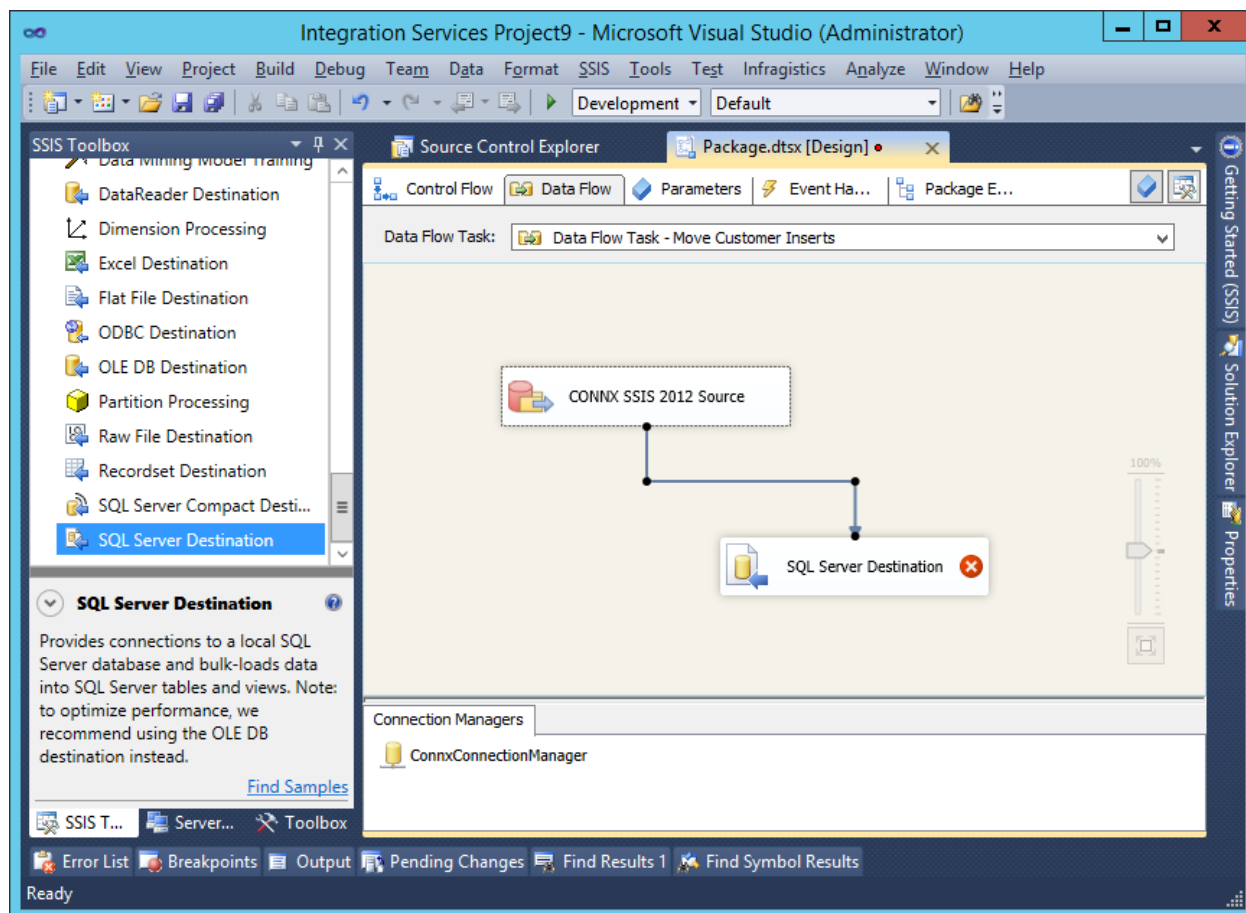 Integration Services Project9 - Microsoft Visual Studio (Administrator)
File Edit View Project Build Debug Team Data Format SSIS Tools Test Infragistics Analyze Window Help
Development Default
SSIS Toolbox
Data Mining Model Training
DataReader Destination
Dimension Processing
Excel Destination
Flat File Destination
ODBC Destination
OLE DB Destination
Partition Processing
Raw File Destination
Recordset Destination
SQL Server Compact Desti...
SQL Server Destination
SQL Server Destination
Provides connections to a local SQL
Server database and bulk-loads data
into SQL Server tables and views. Note:
to optimize performance, we
recommend using the OLE DB
destination instead.
Find Samples
SSIS T... Server... Toolbox
Source Control Explorer Package.dtsx [Design]
Control Flow Data Flow Parameters Event Ha... Package E...
Data Flow Task: Data Flow Task - Move Customer Inserts
CONNX SSIS 2012 Source
SQL Server Destination
100%
Connection Managers
ConnxConnectionManager
Getting Started (SSIS)
Solution Explorer
Properties
Error List Breakpoints Output Pending Changes Find Results 1 Find Symbol Results
Ready